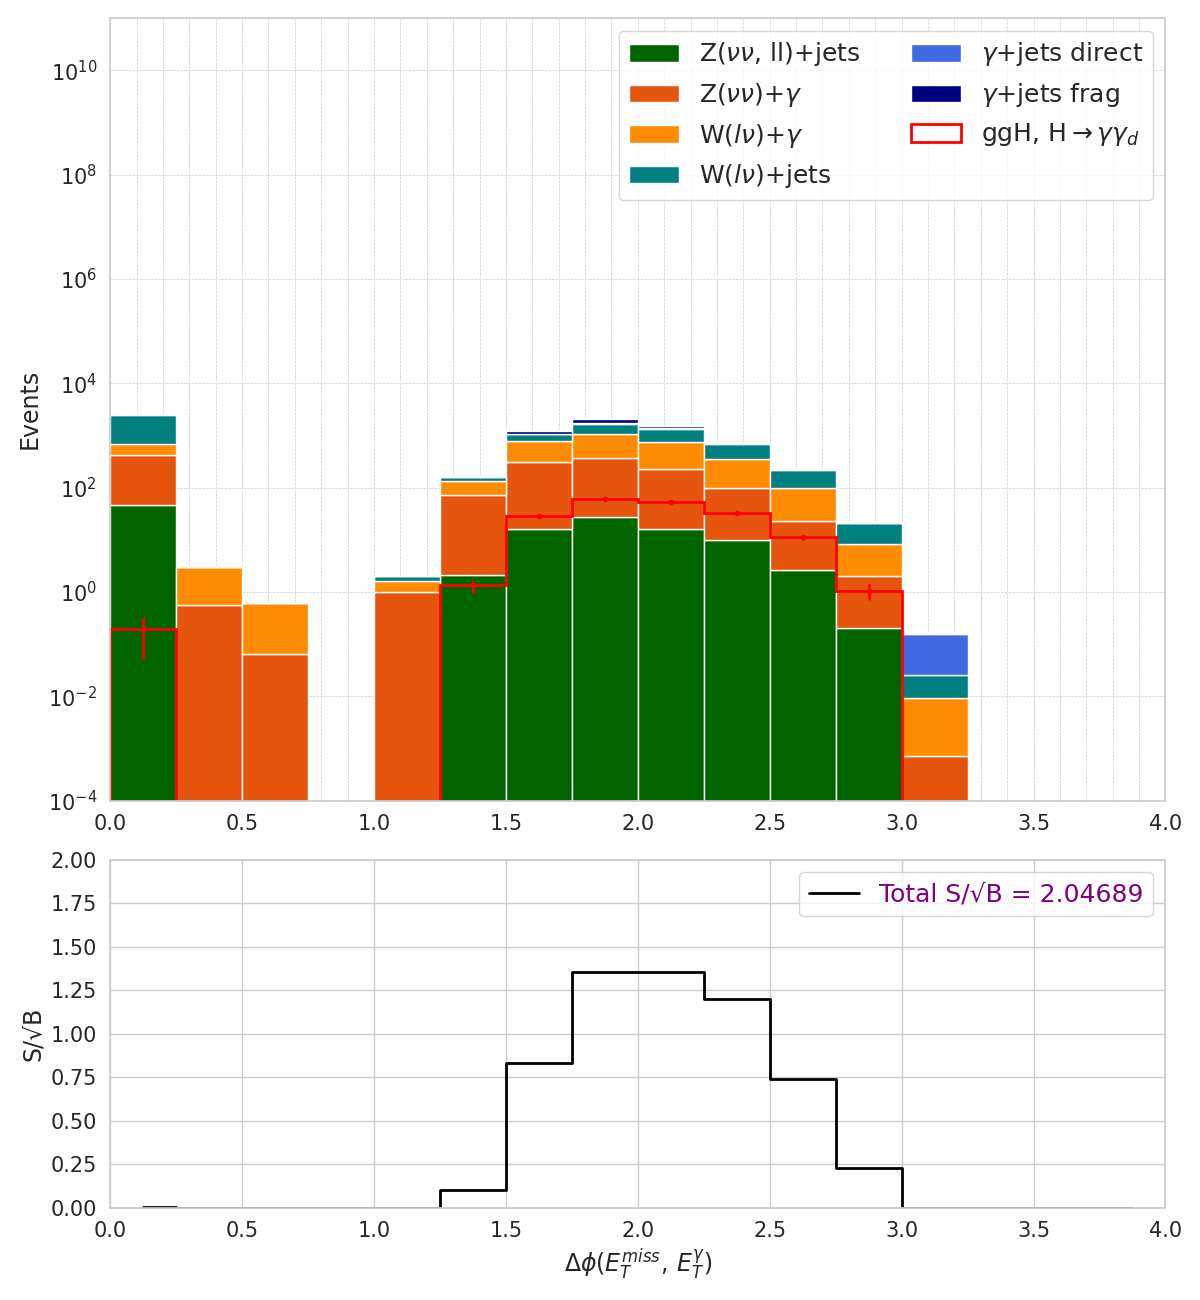 Z(νν, ll)+jets
Z(νν)+γ
W(lν)+γ
W(lν)+jets
γ+jets direct
γ+jets frag
ggH, H→γγ_d
Events
10^10
10^8
10^6
10^4
10^2
10^0
10^−2
10^−4
0.0 0.5 1.0 1.5 2.0 2.5 3.0 3.5 4.0
Total S/√B = 2.04689
S/√B
2.00
1.75
1.50
1.25
1.00
0.75
0.50
0.25
0.00
0.0 0.5 1.0 1.5 2.0 2.5 3.0 3.5 4.0
Δϕ(E_T^miss, E_T^γ)